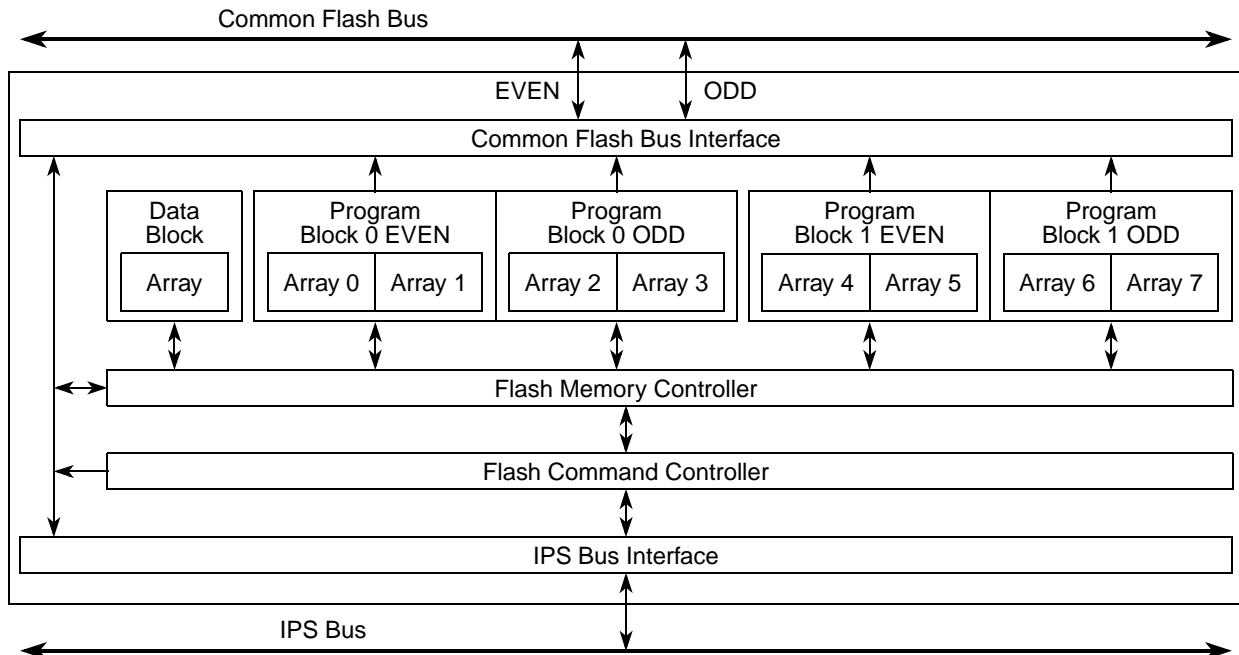 Common Flash Bus
EVEN
ODD
Common Flash Bus Interface
Data
Block
Array
Program
Block 0 EVEN
Array 0
Array 1
Program
Block 0 ODD
Array 2
Array 3
Program
Block 1 EVEN
Array 4
Array 5
Program
Block 1 ODD
Array 6
Array 7
Flash Memory Controller
Flash Command Controller
IPS Bus Interface
IPS Bus